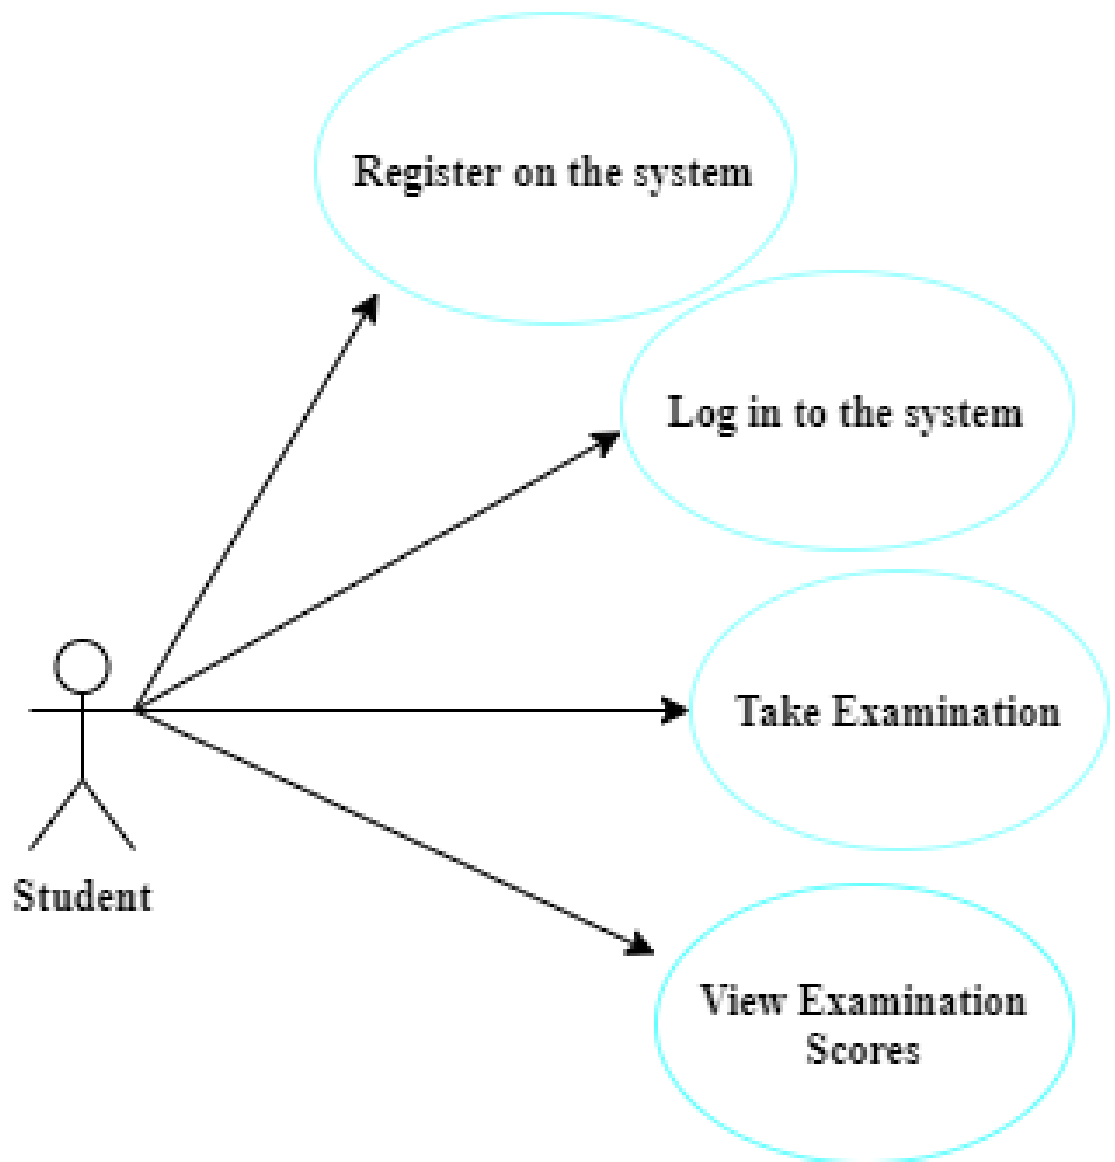 Register on the system
Log in to the system
Take Examination
Student
View Examination
Scores